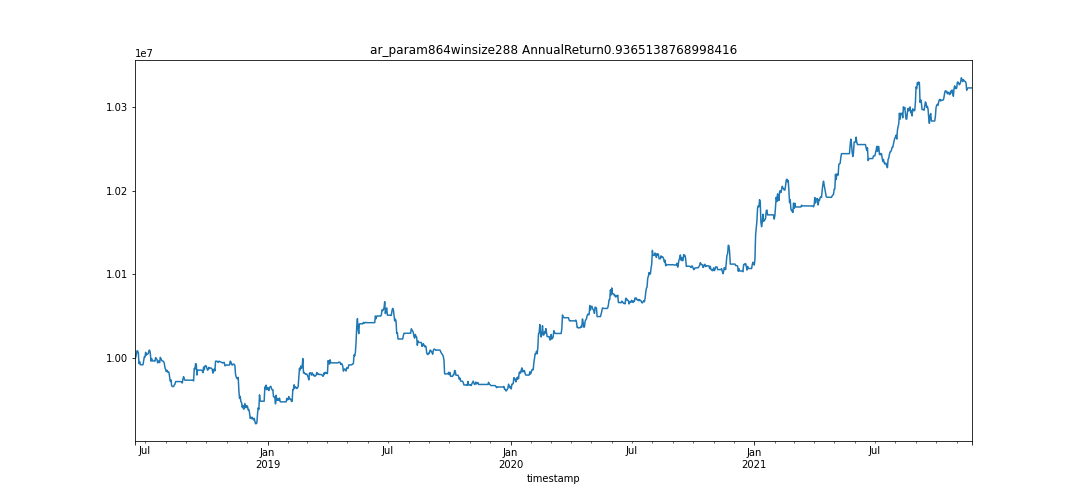 ar_param864winsize288 AnnualReturn0.9365138768998416
1e7
1.03
1.02
1.01
1.00
Jul
Jan
2019
Jul
Jan
2020
Jul
Jan
2021
Jul
timestamp